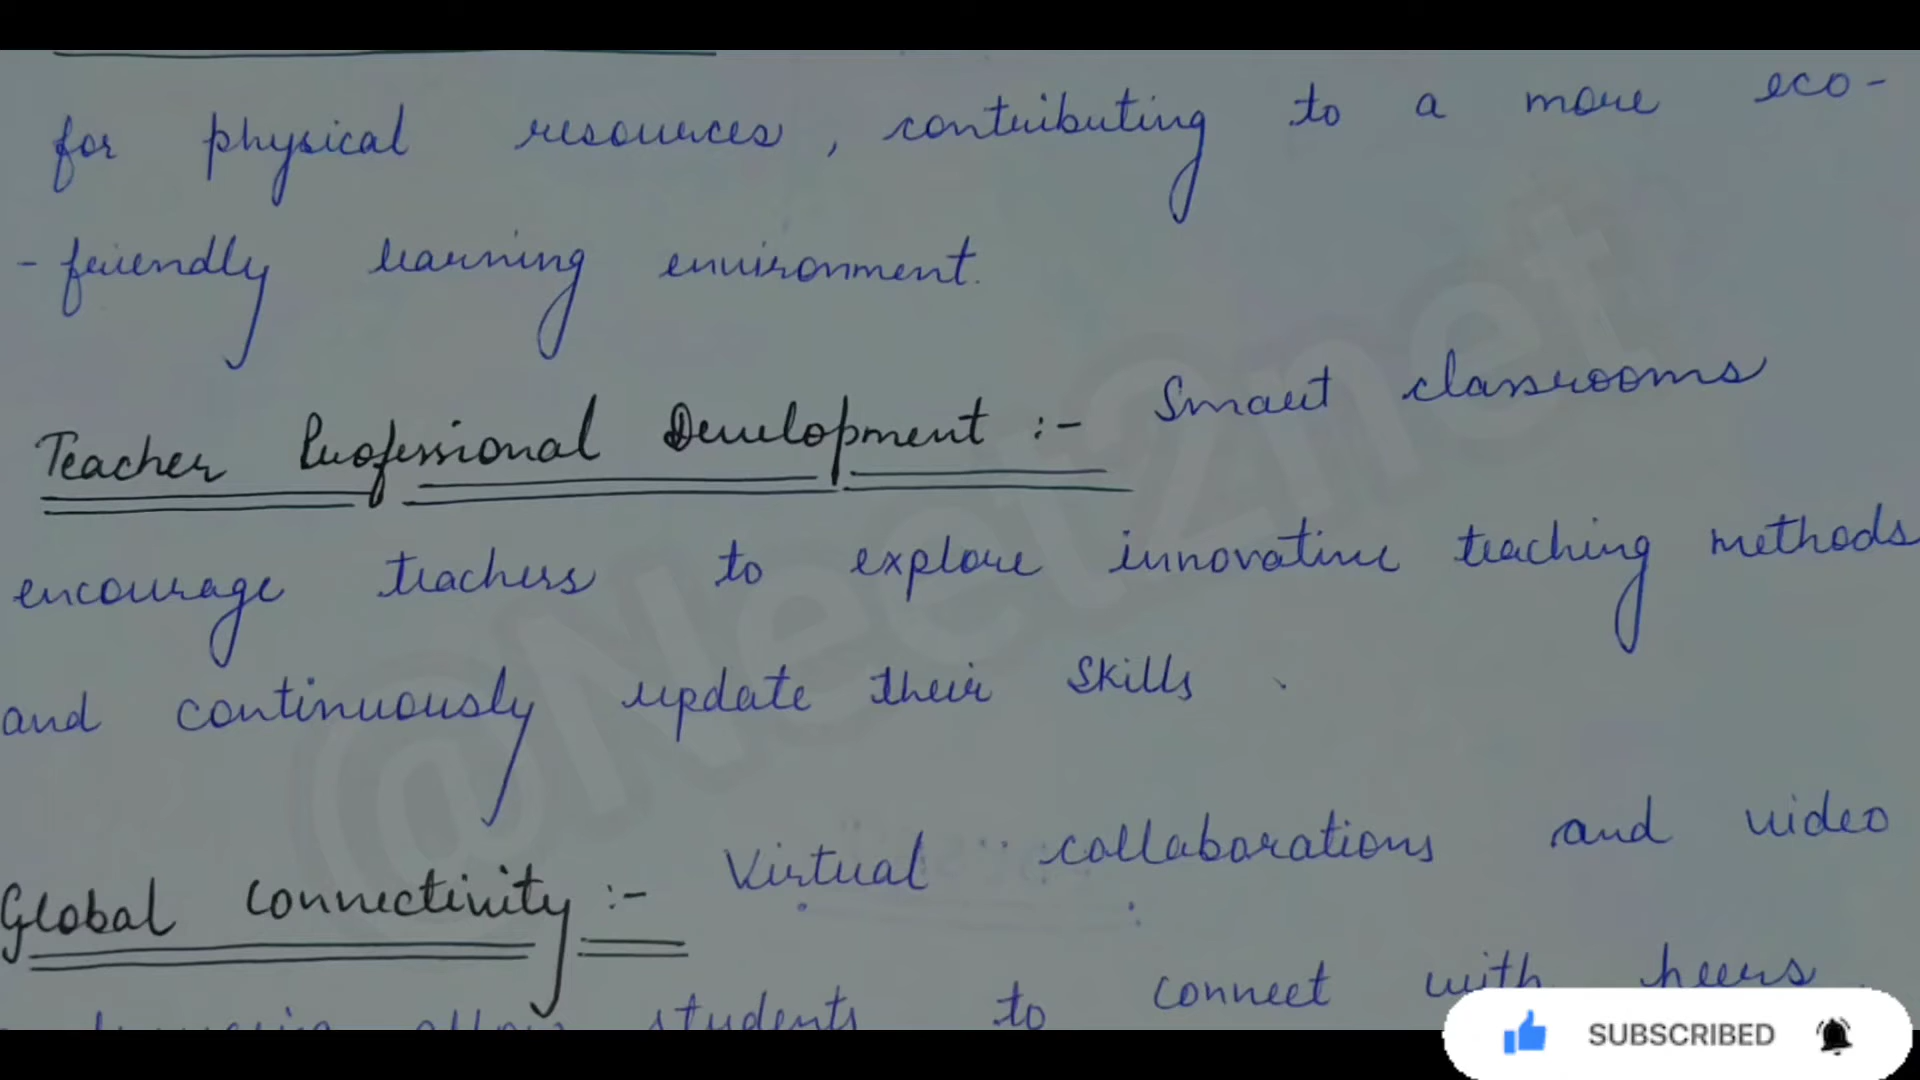 for physical resources, contributing to a more eco-
-friendly learning environment.
Teacher Professional Development :- Smart classrooms
encourage teachers to explore innovative teaching methods
and continuously update their skills.
Global Connectivity :- Virtual collaborations and video
students to connect with peers
@Neet2net
SUBSCRIBED